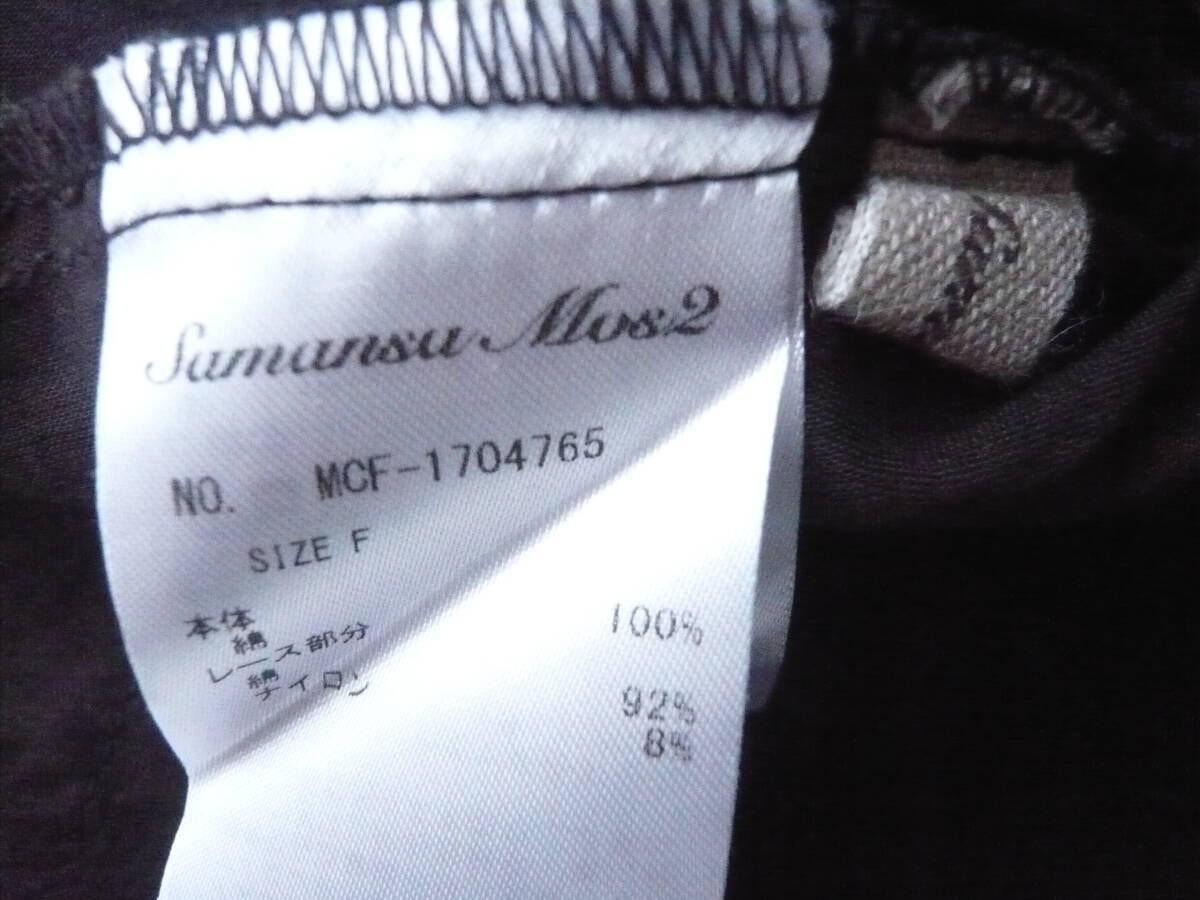 Samansa Mos2
NO. MCF-1704765
SIZE F
本体
綿 100%
レース部分
綿 92%
ナイロン 8%